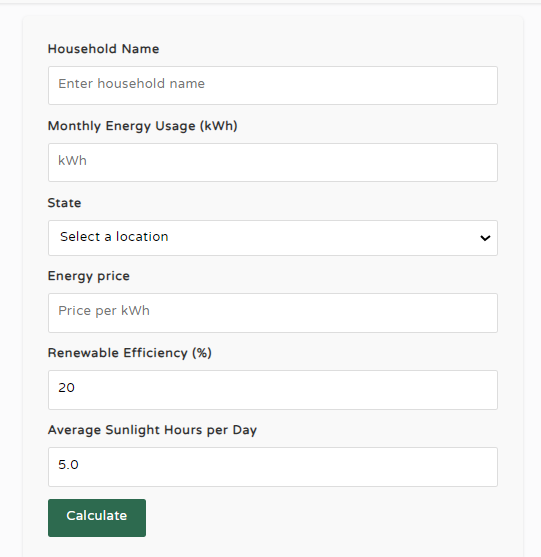 Household Name
Enter household name
Monthly Energy Usage (kWh)
kWh
State
Select a location
Energy price
Price per kWh
Renewable Efficiency (%)
20
Average Sunlight Hours per Day
5.0
Calculate